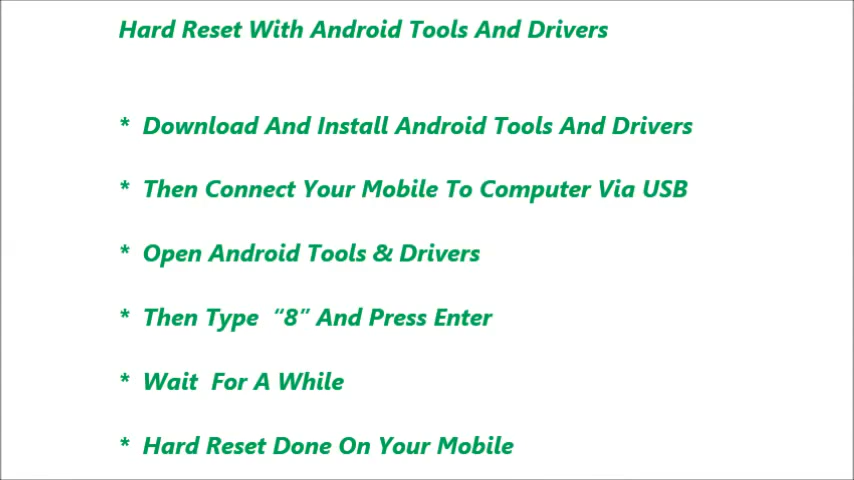 Hard Reset With Android Tools And Drivers
* Download And Install Android Tools And Drivers
* Then Connect Your Mobile To Computer Via USB
* Open Android Tools & Drivers
* Then Type “8” And Press Enter
* Wait For A While
* Hard Reset Done On Your Mobile